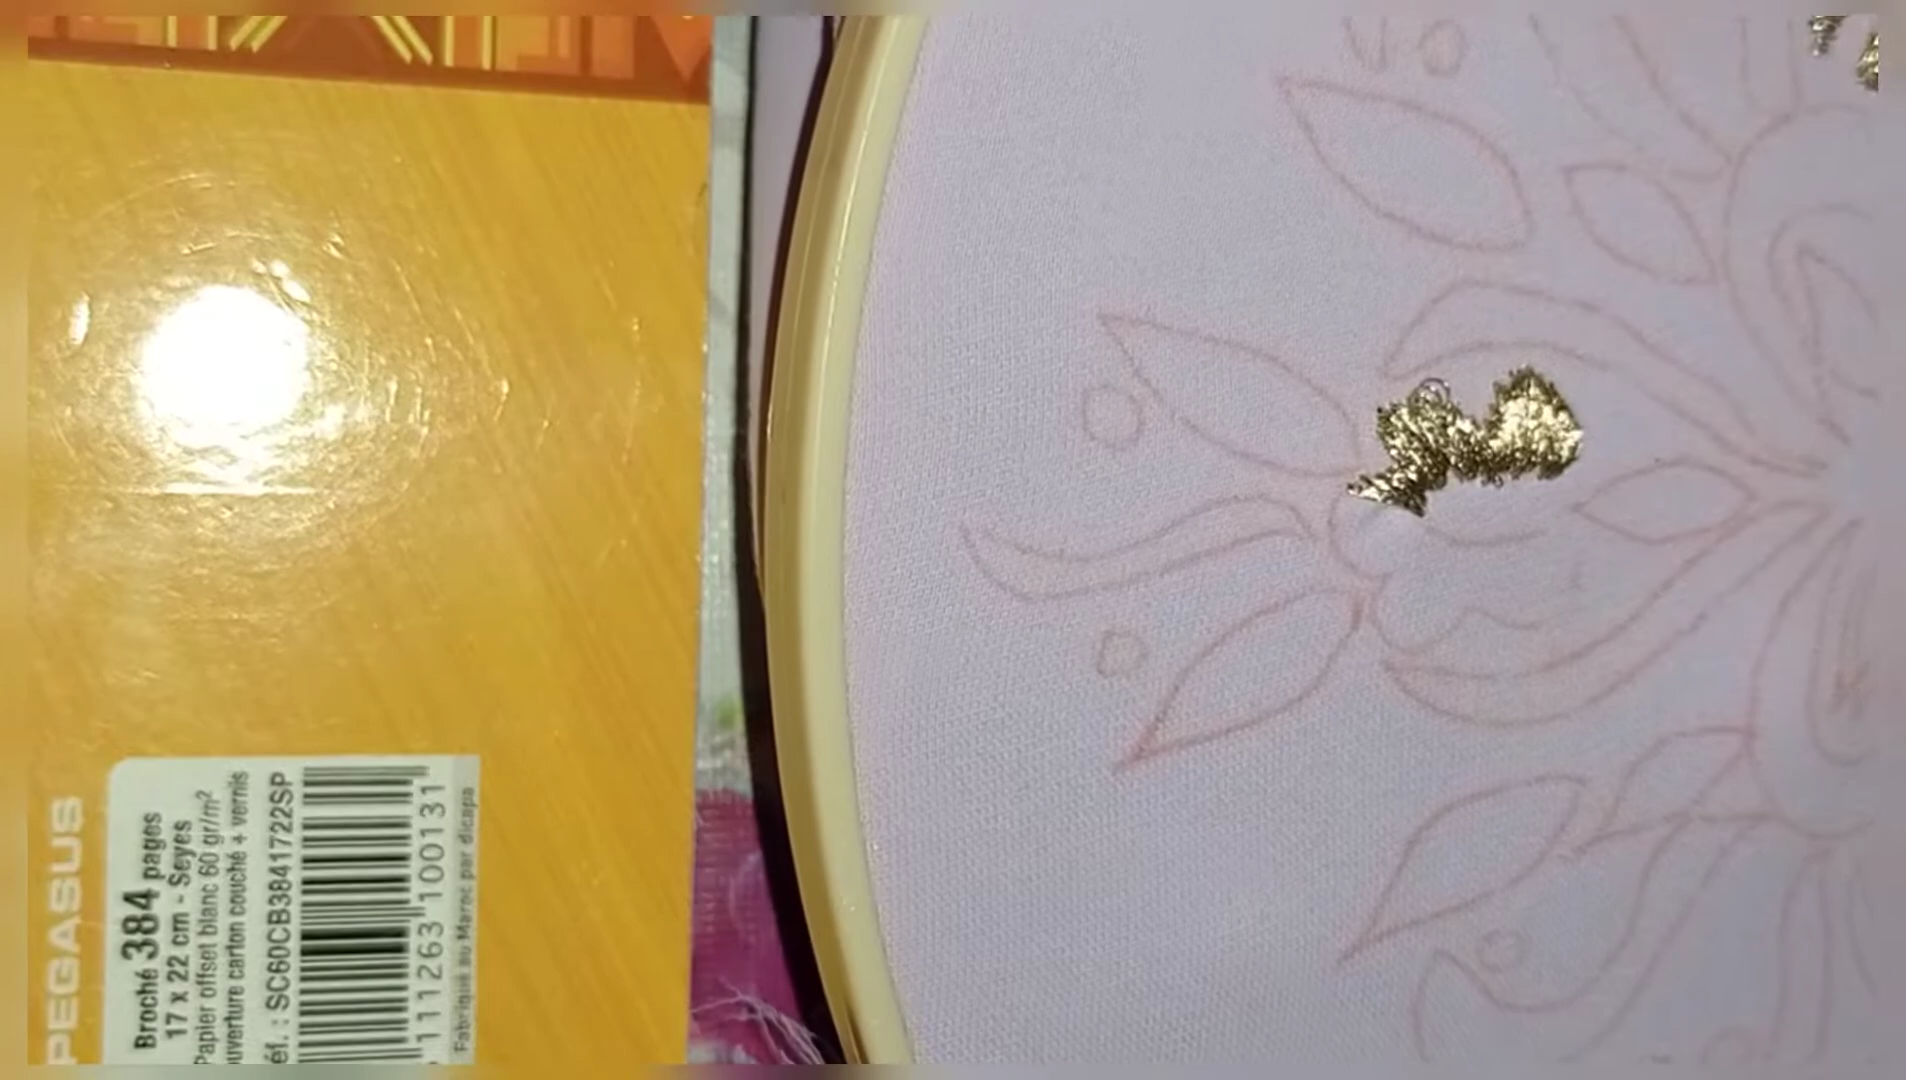 PEGASUS
Broché 384 pages
17 x 22 cm - Seyes
Papier offset blanc 60 gr/m²
ouverture carton couché + vernis
éf. : SC60CB3841722SP
111263 100131
Fabriqué au Maroc par dicapa